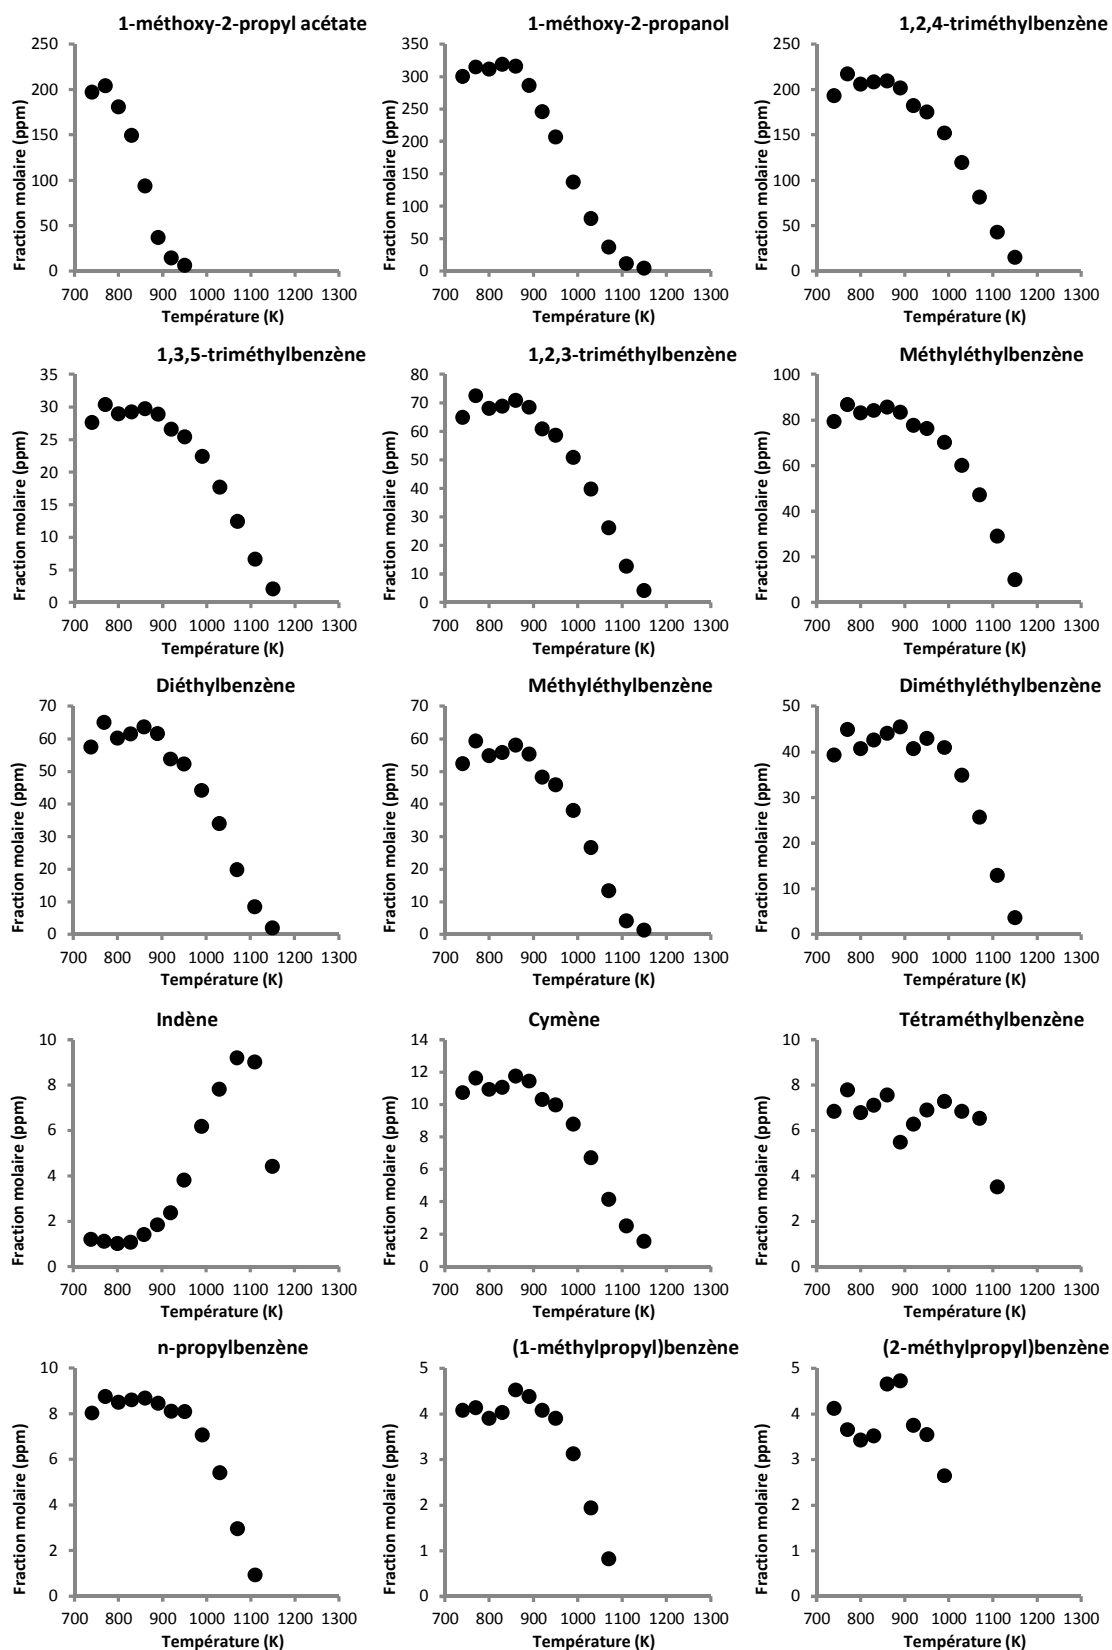 1-méthoxy-2-propyl acétate
Fraction molaire (ppm)
250
200
150
100
50
0
700 800 900 1000 1100 1200 1300
Température (K)
1-méthoxy-2-propanol
Fraction molaire (ppm)
350
300
250
200
150
100
50
0
700 800 900 1000 1100 1200 1300
Température (K)
1,2,4-triméthylbenzène
Fraction molaire (ppm)
250
200
150
100
50
0
700 800 900 1000 1100 1200 1300
Température (K)
1,3,5-triméthylbenzène
Fraction molaire (ppm)
35
30
25
20
15
10
5
0
700 800 900 1000 1100 1200 1300
Température (K)
1,2,3-triméthylbenzène
Fraction molaire (ppm)
80
70
60
50
40
30
20
10
0
700 800 900 1000 1100 1200 1300
Température (K)
Méthyléthylbenzène
Fraction molaire (ppm)
100
80
60
40
20
0
700 800 900 1000 1100 1200 1300
Température (K)
Diéthylbenzène
Fraction molaire (ppm)
70
60
50
40
30
20
10
0
700 800 900 1000 1100 1200 1300
Température (K)
Méthyléthylbenzène
Fraction molaire (ppm)
70
60
50
40
30
20
10
0
700 800 900 1000 1100 1200 1300
Température (K)
Diméthyléthylbenzène
Fraction molaire (ppm)
50
40
30
20
10
0
700 800 900 1000 1100 1200 1300
Température (K)
Indène
Fraction molaire (ppm)
10
8
6
4
2
0
700 800 900 1000 1100 1200 1300
Température (K)
Cymène
Fraction molaire (ppm)
14
12
10
8
6
4
2
0
700 800 900 1000 1100 1200 1300
Température (K)
Tétraméthylbenzène
Fraction molaire (ppm)
10
8
6
4
2
0
700 800 900 1000 1100 1200 1300
Température (K)
n-propylbenzène
Fraction molaire (ppm)
10
8
6
4
2
0
700 800 900 1000 1100 1200 1300
Température (K)
(1-méthylpropyl)benzène
Fraction molaire (ppm)
5
4
3
2
1
0
700 800 900 1000 1100 1200 1300
Température (K)
(2-méthylpropyl)benzène
Fraction molaire (ppm)
5
4
3
2
1
0
700 800 900 1000 1100 1200 1300
Température (K)